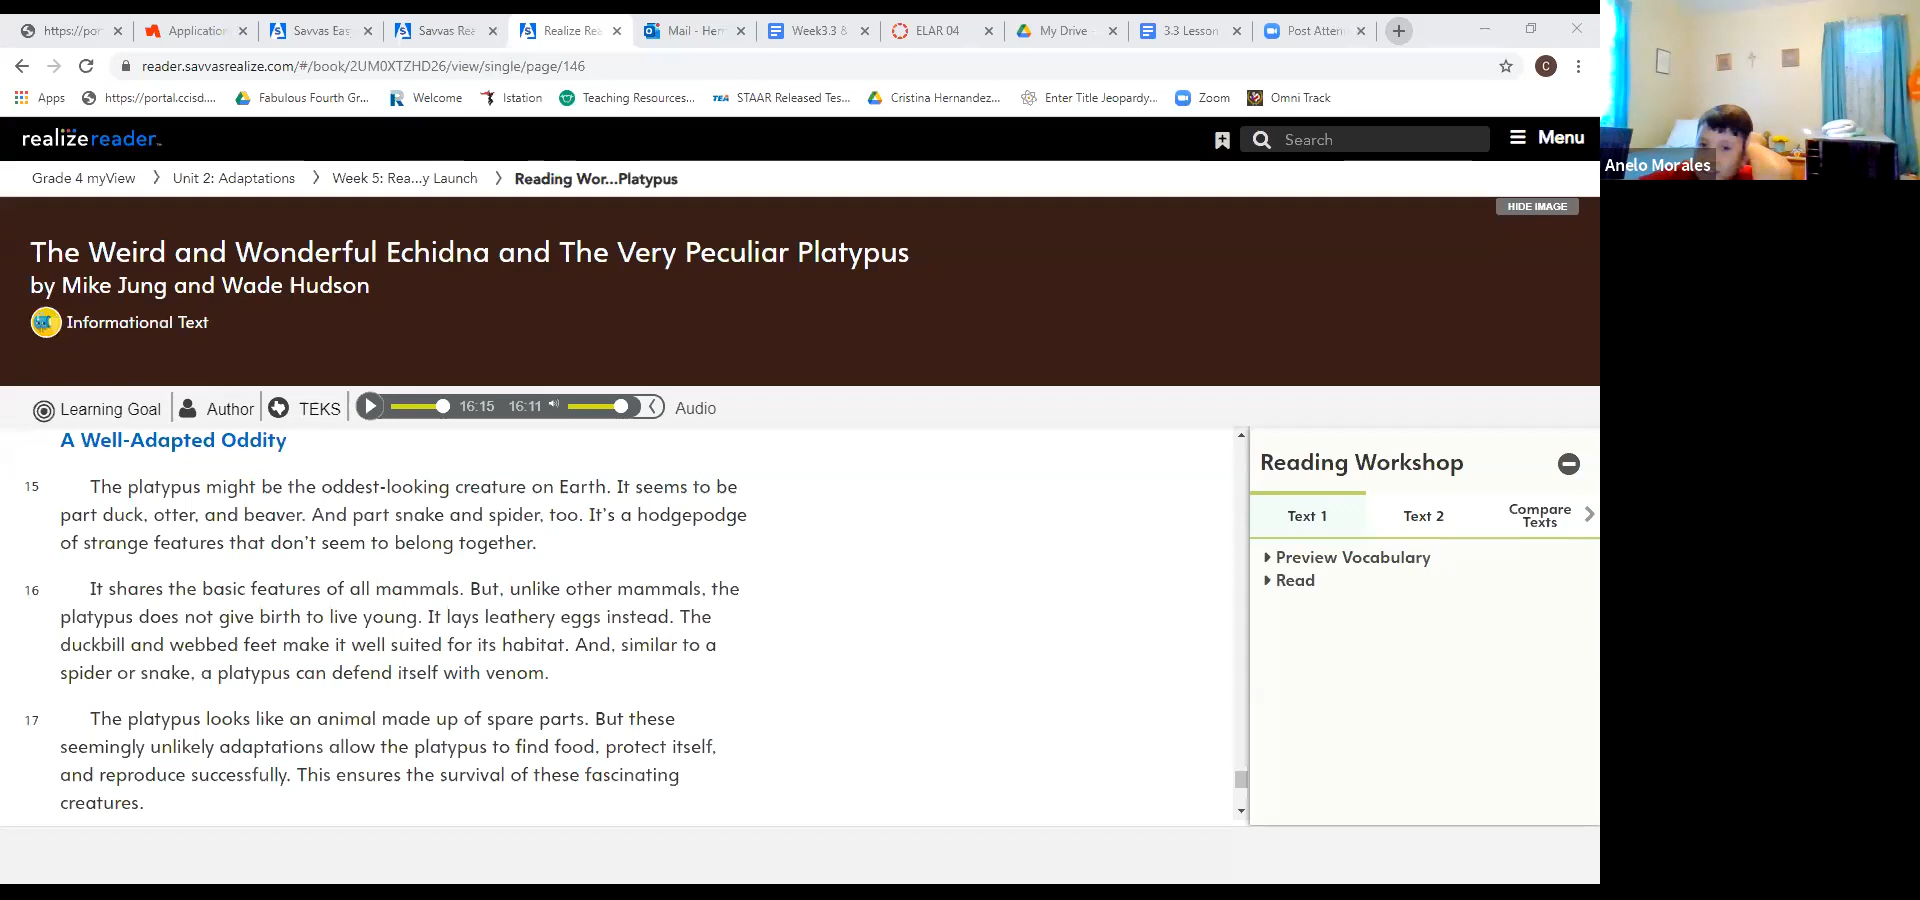 https://por
Application
Savvas Eas
Savvas Rea
Realize Rea
Mail - Hern
Week3.3 &
ELAR 04
My Drive -
3.3 Lesson
Post Atten
reader.savvasrealize.com/#/book/2UM0XTZHD26/view/single/page/146
C
Apps
https://portal.ccisd....
Fabulous Fourth Gr...
Welcome
Istation
Teaching Resources...
TEA STAAR Released Tes...
Cristina Hernandez...
Enter Title Jeopardy...
Zoom
Omni Track
realizereader™
Search
Menu
Grade 4 myView
Unit 2: Adaptations
Week 5: Rea...y Launch
Reading Wor...Platypus
HIDE IMAGE
The Weird and Wonderful Echidna and The Very Peculiar Platypus
by Mike Jung and Wade Hudson
Informational Text
Learning Goal
Author
TEKS
16:15
16:11
Audio
A Well-Adapted Oddity
15 The platypus might be the oddest-looking creature on Earth. It seems to be
part duck, otter, and beaver. And part snake and spider, too. It's a hodgepodge
of strange features that don't seem to belong together.
16 It shares the basic features of all mammals. But, unlike other mammals, the
platypus does not give birth to live young. It lays leathery eggs instead. The
duckbill and webbed feet make it well suited for its habitat. And, similar to a
spider or snake, a platypus can defend itself with venom.
17 The platypus looks like an animal made up of spare parts. But these
seemingly unlikely adaptations allow the platypus to find food, protect itself,
and reproduce successfully. This ensures the survival of these fascinating
creatures.
Reading Workshop
Text 1
Text 2
Compare
Texts
Preview Vocabulary
Read
Anelo Morales